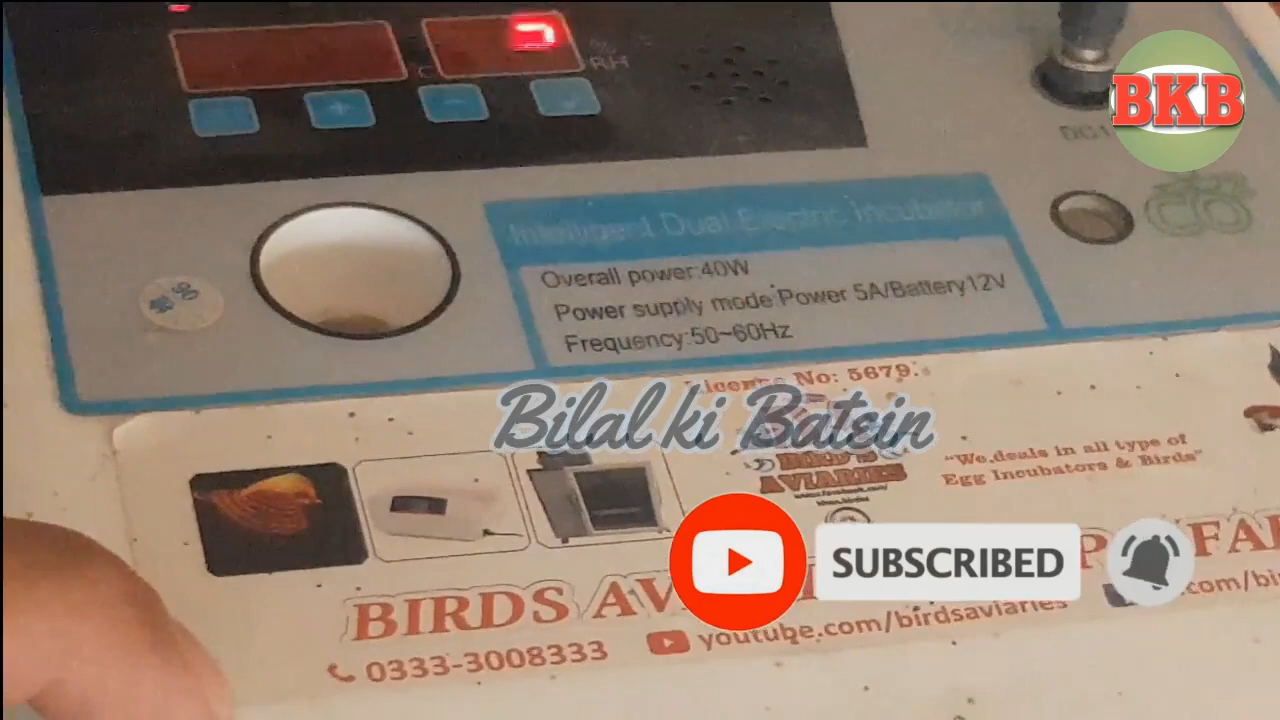 RH
BKB
DC1
Intelligent Dual Electric Incubator
Overall power:40W
Power supply mode:Power 5A/Battery12V
Frequency:50~60Hz
License No: 5679.
Bilal ki Batein
BIRD'S
AVIARIES
"We deals in all type of
Egg Incubators & Birds"
SUBSCRIBED
BIRDS
0333-3008333
youtube.com/birdsaviaries